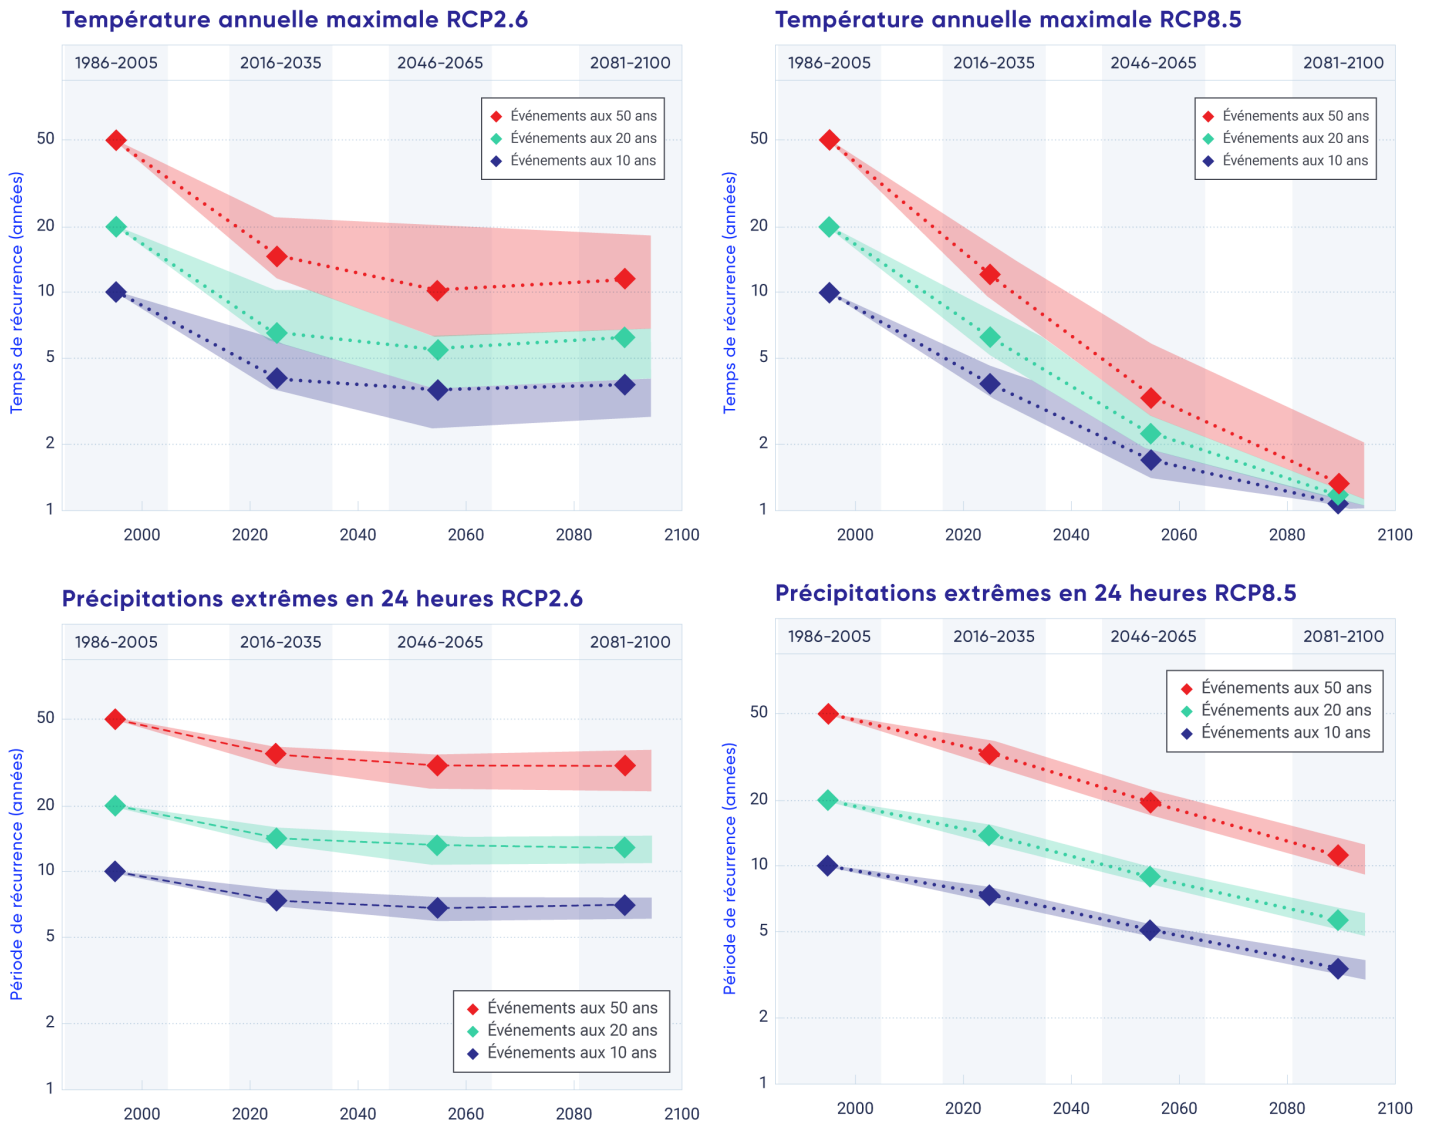 Température annuelle maximale RCP2.6
1986-2005 2016-2035 2046-2065 2081-2100
Événements aux 50 ans
Événements aux 20 ans
Événements aux 10 ans
Temps de récurrence (années)
50
20
10
5
2
1
2000 2020 2040 2060 2080 2100
Température annuelle maximale RCP8.5
1986-2005 2016-2035 2046-2065 2081-2100
Événements aux 50 ans
Événements aux 20 ans
Événements aux 10 ans
Temps de récurrence (années)
50
20
10
5
2
1
2000 2020 2040 2060 2080 2100
Précipitations extrêmes en 24 heures RCP2.6
1986-2005 2016-2035 2046-2065 2081-2100
Période de récurrence (années)
50
20
10
5
2
1
Événements aux 50 ans
Événements aux 20 ans
Événements aux 10 ans
2000 2020 2040 2060 2080 2100
Précipitations extrêmes en 24 heures RCP8.5
1986-2005 2016-2035 2046-2065 2081-2100
Événements aux 50 ans
Événements aux 20 ans
Événements aux 10 ans
Période de récurrence (années)
50
20
10
5
2
1
2000 2020 2040 2060 2080 2100